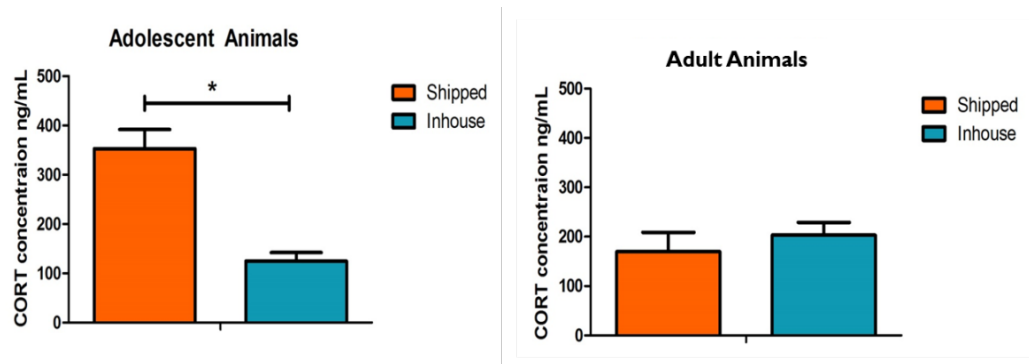 Adolescent Animals
CORT concentraion ng/mL
500
400
300
200
100
0
*
Shipped
Inhouse
Adult Animals
CORT concentraion ng/mL
500
400
300
200
100
0
Shipped
Inhouse